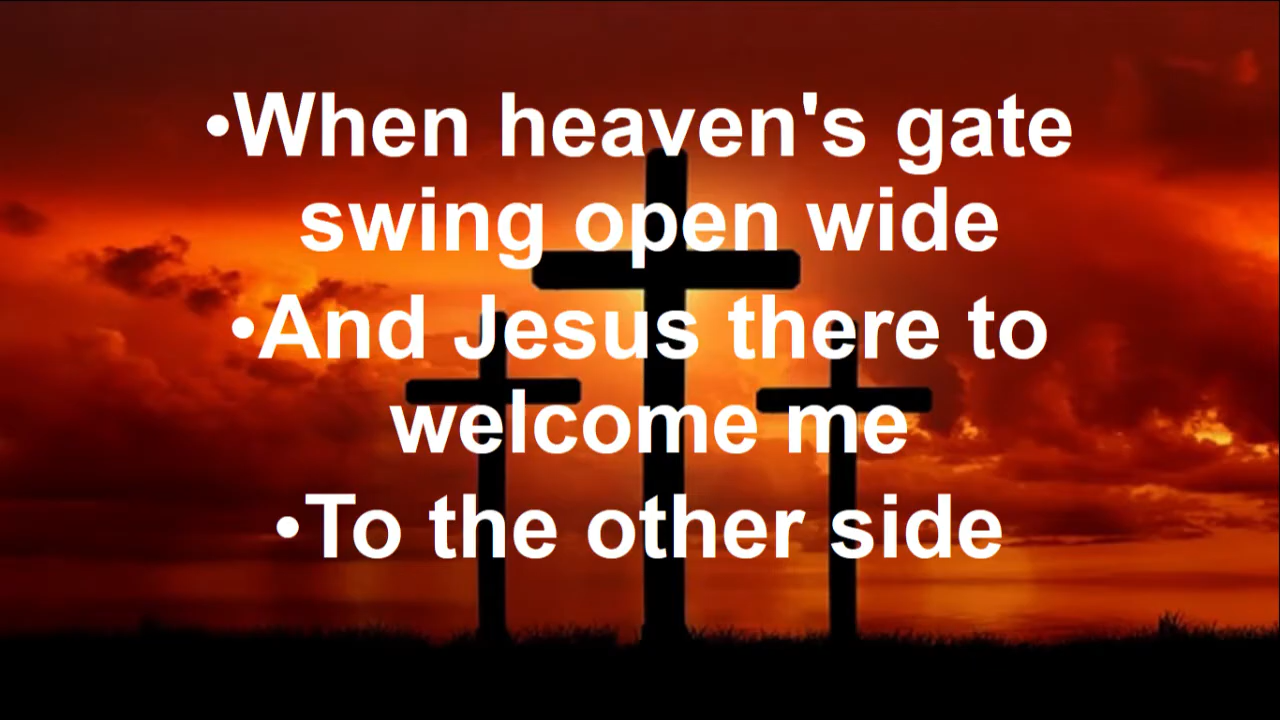 •When heaven's gate
swing open wide
•And Jesus there to
welcome me
•To the other side